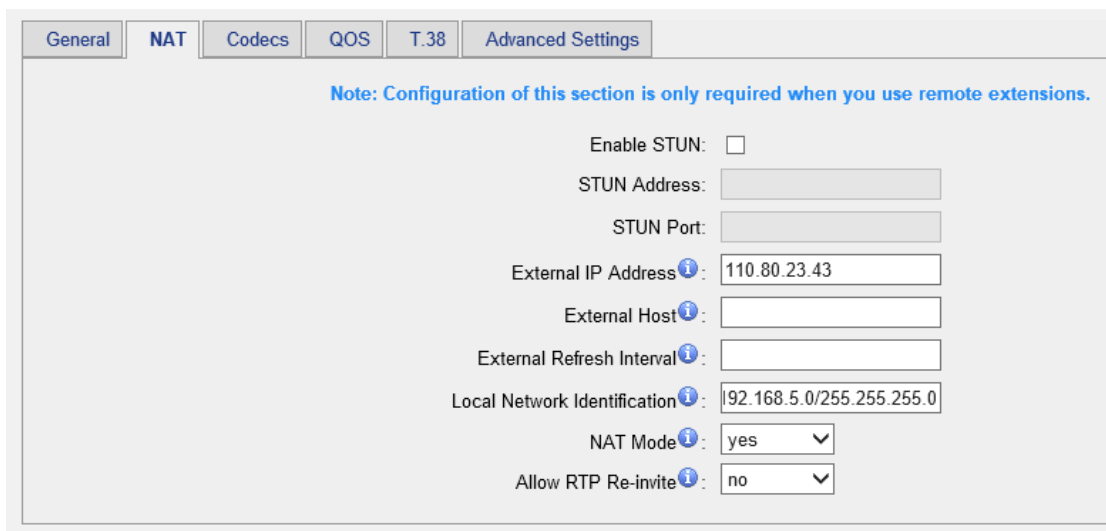 General NAT Codecs QOS T.38 Advanced Settings
Note: Configuration of this section is only required when you use remote extensions.
Enable STUN:
STUN Address:
STUN Port:
External IP Address i : 110.80.23.43
External Host i :
External Refresh Interval i :
Local Network Identification i : 192.168.5.0/255.255.255.0
NAT Mode i : yes
Allow RTP Re-invite i : no